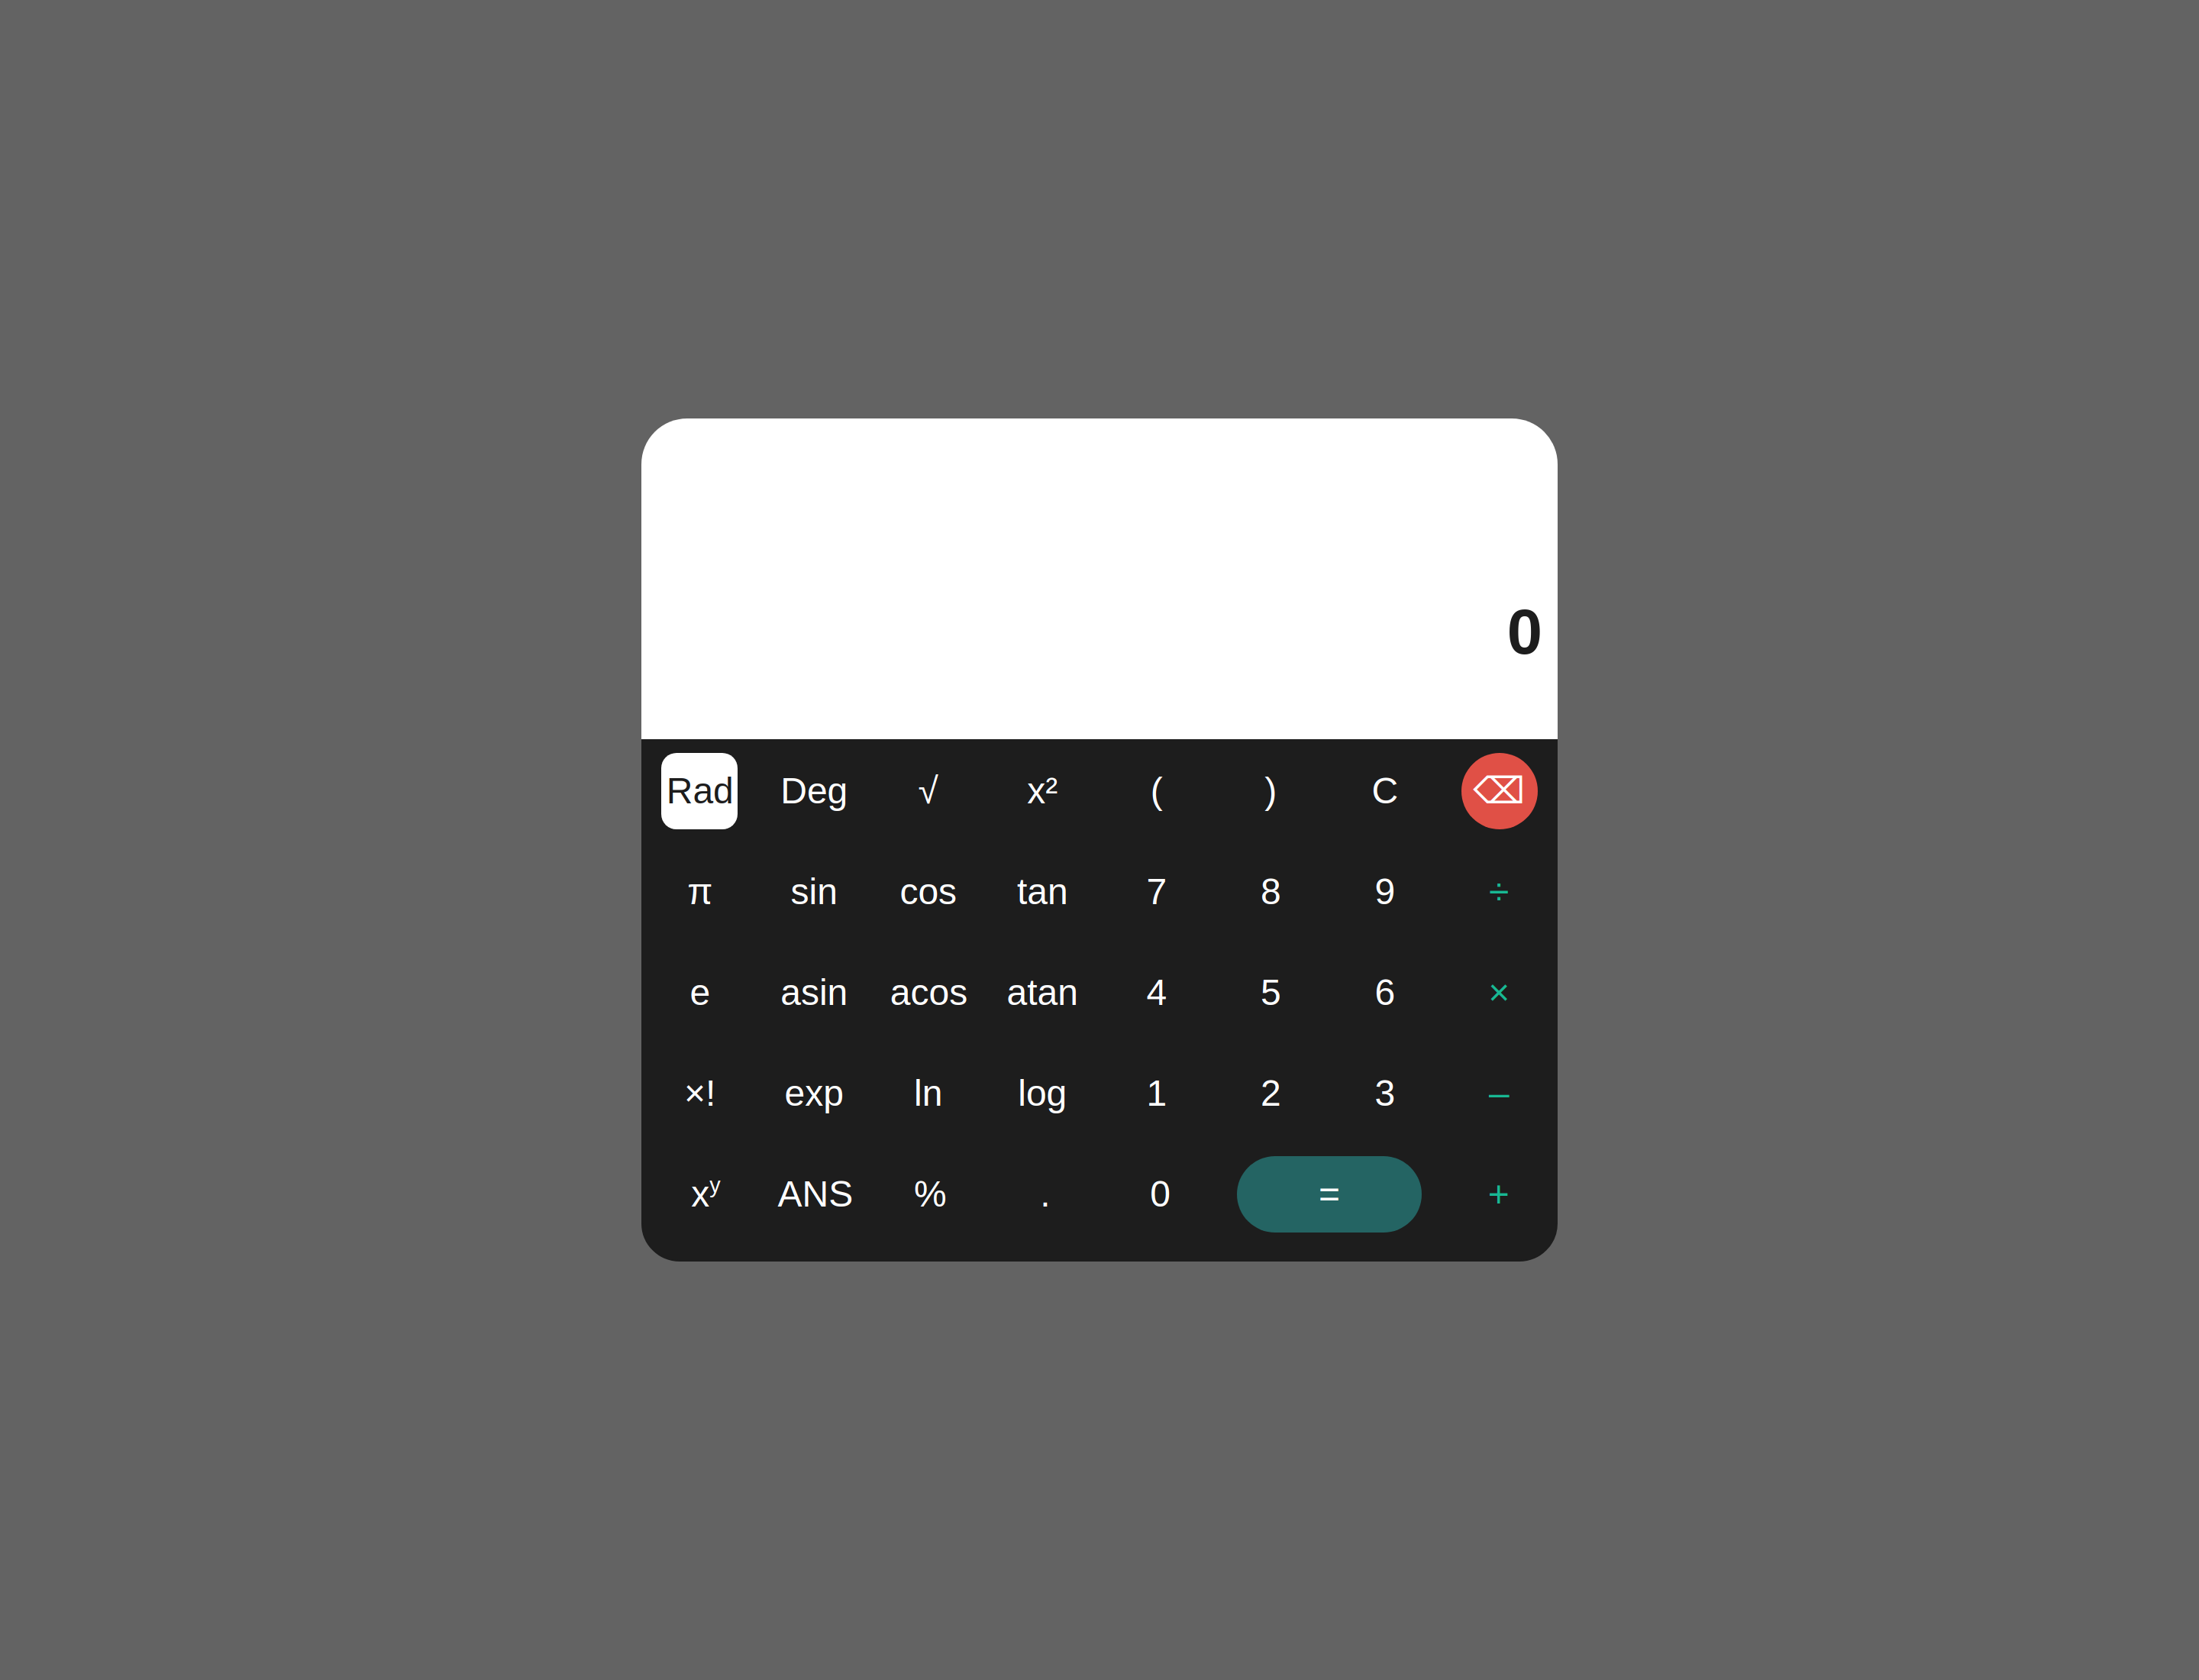 0
Rad Deg √ x² ( ) C ⌫
π sin cos tan 7 8 9 ÷
e asin acos atan 4 5 6 ×
×! exp ln log 1 2 3 –
xʸ ANS % . 0 = +